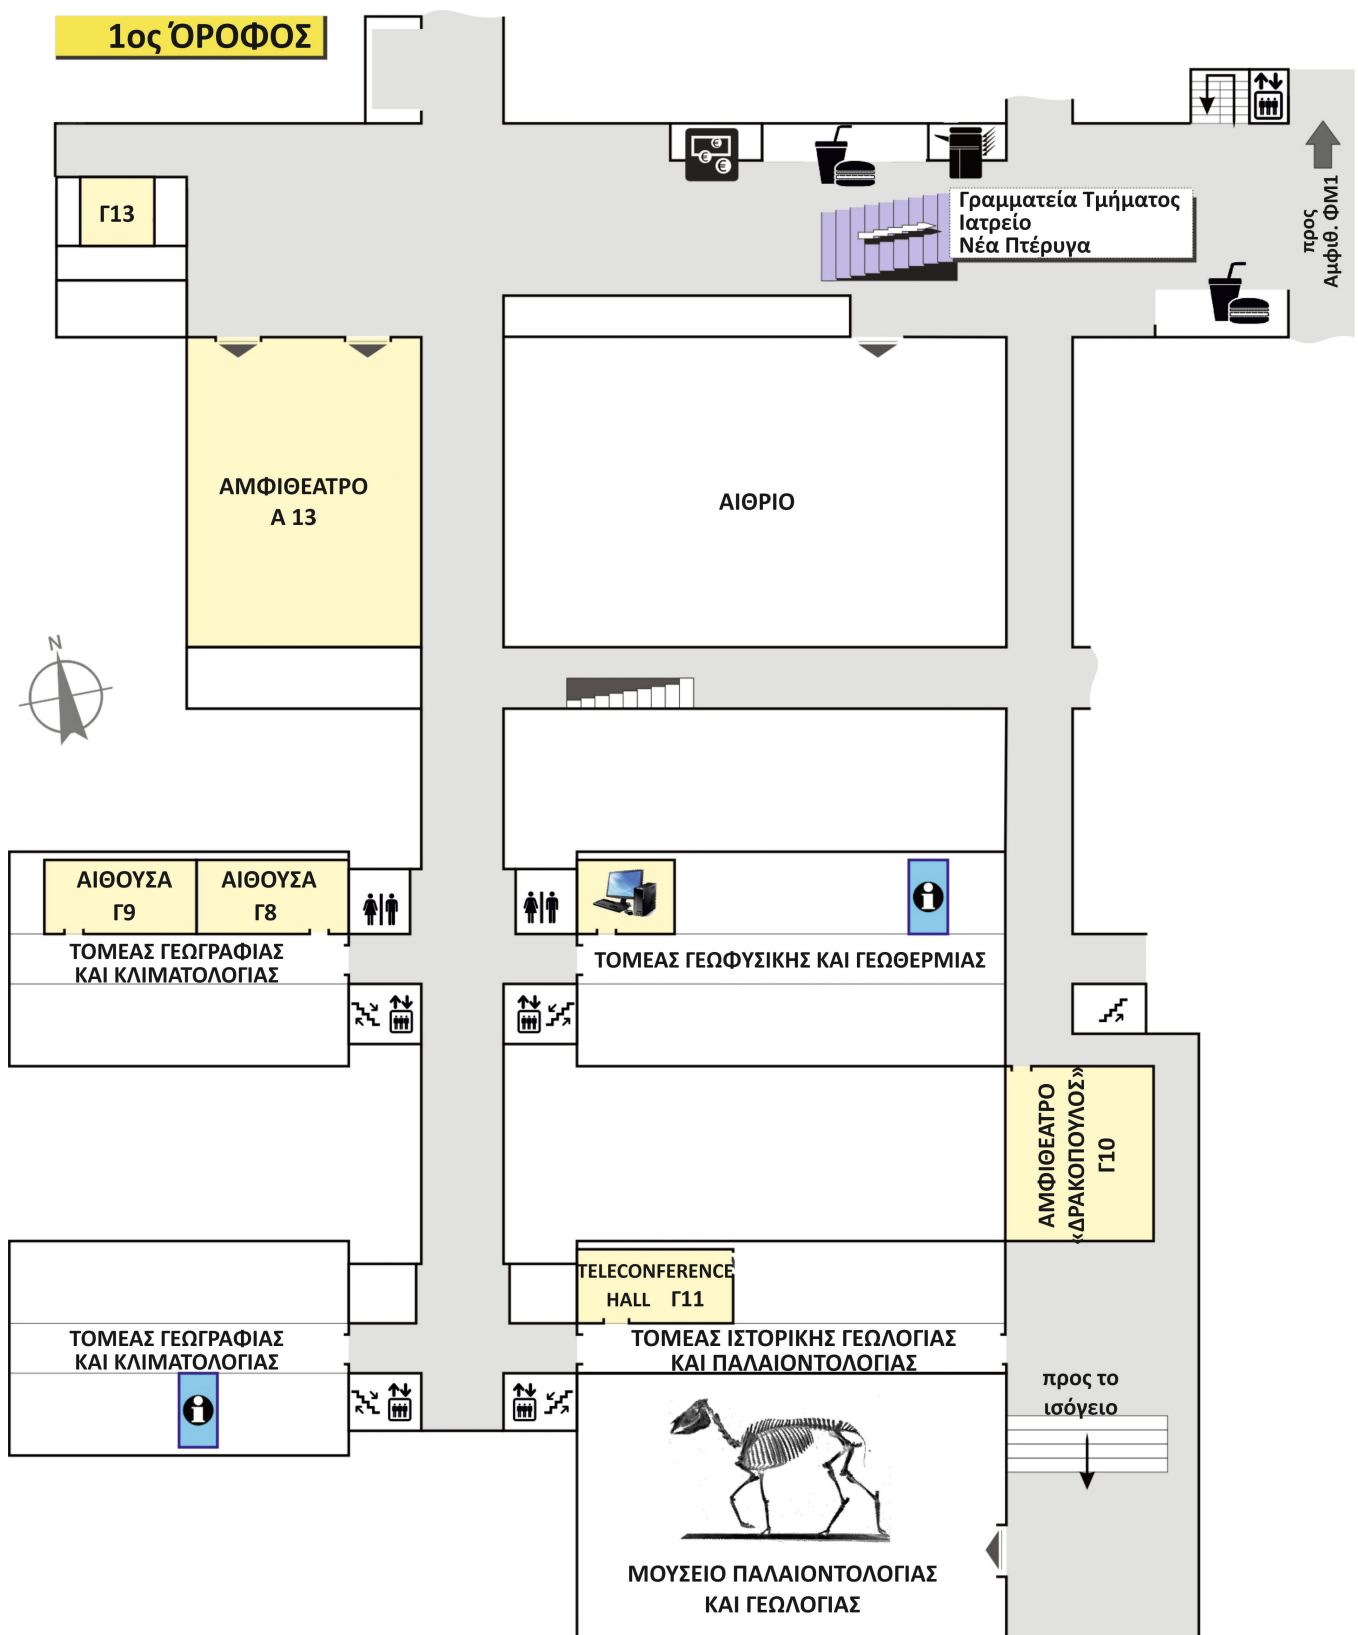 1ος ΌΡΟΦΟΣ
Γ13
Γραμματεία Τμήματος
Ιατρείο
Νέα Πτέρυγα
προς
Αμφιθ. ΦΜ1
ΑΜΦΙΘΕΑΤΡΟ
Α 13
ΑΙΘΡΙΟ
N
ΑΙΘΟΥΣΑ
Γ9
ΑΙΘΟΥΣΑ
Γ8
ΤΟΜΕΑΣ ΓΕΩΓΡΑΦΙΑΣ
ΚΑΙ ΚΛΙΜΑΤΟΛΟΓΙΑΣ
ΤΟΜΕΑΣ ΓΕΩΦΥΣΙΚΗΣ ΚΑΙ ΓΕΩΘΕΡΜΙΑΣ
ΑΜΦΙΘΕΑΤΡΟ
«ΔΡΑΚΟΠΟΥΛΟΣ»
Γ10
TELECONFERENCE
HALL Γ11
ΤΟΜΕΑΣ ΓΕΩΓΡΑΦΙΑΣ
ΚΑΙ ΚΛΙΜΑΤΟΛΟΓΙΑΣ
ΤΟΜΕΑΣ ΙΣΤΟΡΙΚΗΣ ΓΕΩΛΟΓΙΑΣ
ΚΑΙ ΠΑΛΑΙΟΝΤΟΛΟΓΙΑΣ
προς το
ισόγειο
ΜΟΥΣΕΙΟ ΠΑΛΑΙΟΝΤΟΛΟΓΙΑΣ
ΚΑΙ ΓΕΩΛΟΓΙΑΣ